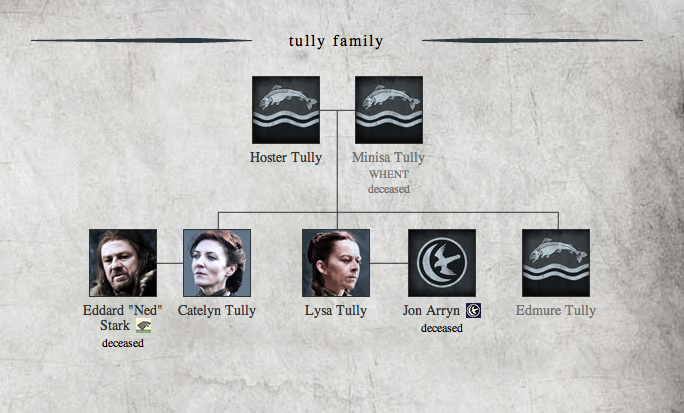 tully family
Hoster Tully
Minisa Tully
WHENT
deceased
Eddard "Ned"
Stark
deceased
Catelyn Tully
Lysa Tully
Jon Arryn
deceased
Edmure Tully